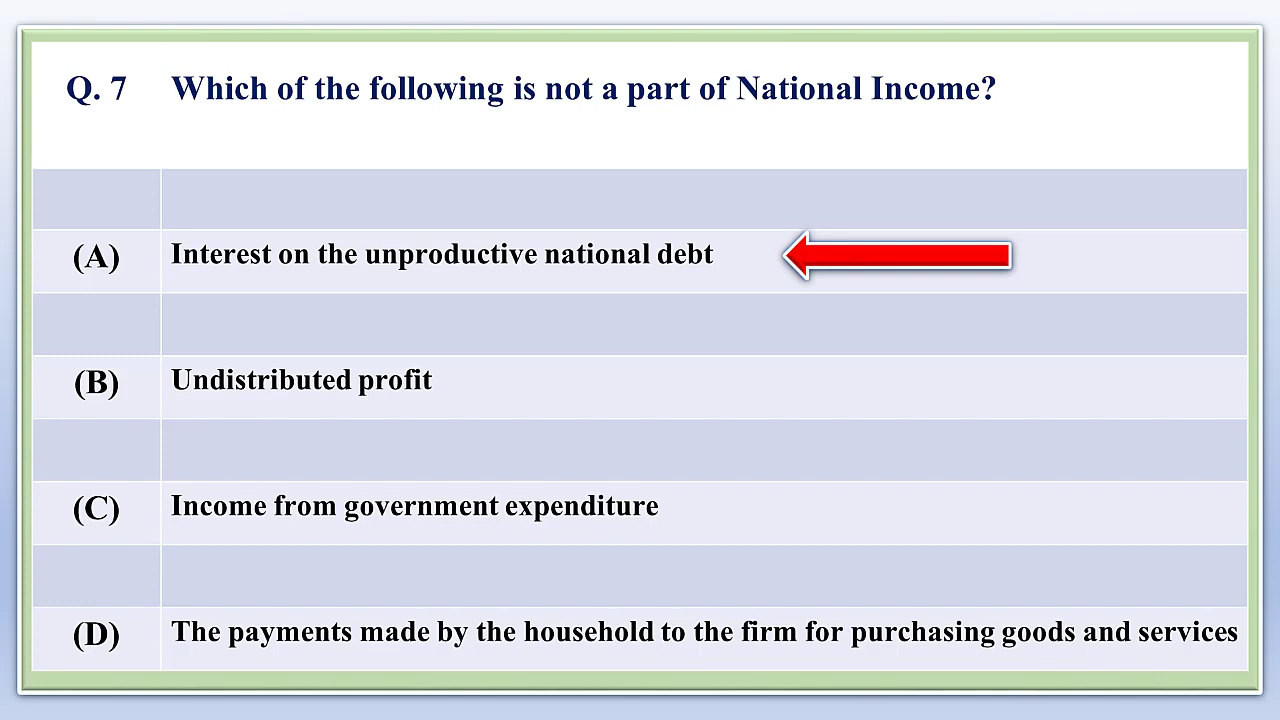 Q. 7 Which of the following is not a part of National Income?
(A) Interest on the unproductive national debt
(B) Undistributed profit
(C) Income from government expenditure
(D) The payments made by the household to the firm for purchasing goods and services